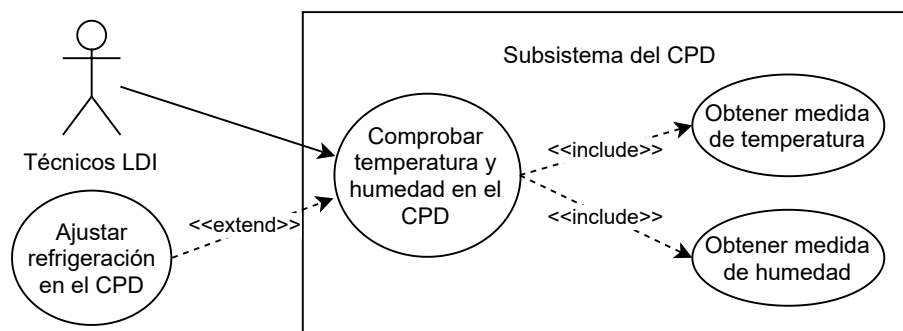 Subsistema del CPD
Técnicos LDI
Comprobar
temperatura y
humedad en el
CPD
Obtener medida
de temperatura
<<include>>
<<include>>
Obtener medida
de humedad
Ajustar
refrigeración
en el CPD
<<extend>>